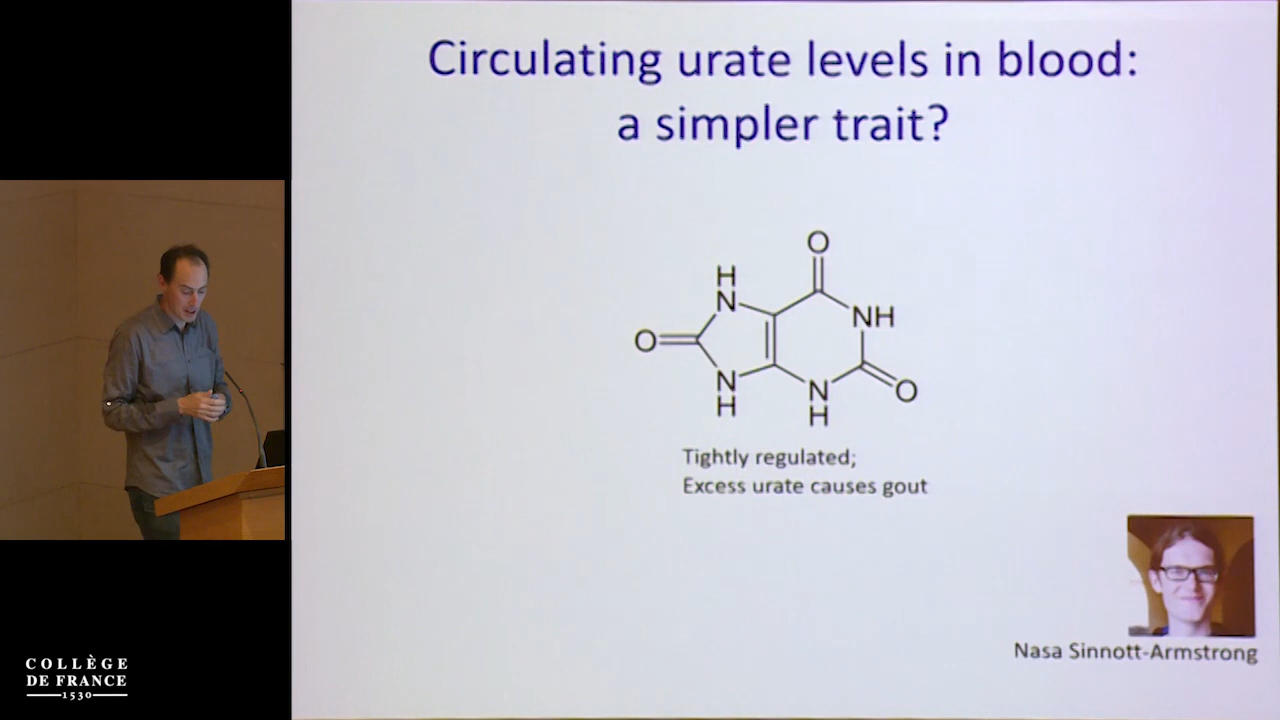 Circulating urate levels in blood:
a simpler trait?
O
H
N
NH
O
N
H
N
H
O
Tightly regulated;
Excess urate causes gout
Nasa Sinnott-Armstrong
COLLÈGE
DE FRANCE
1530